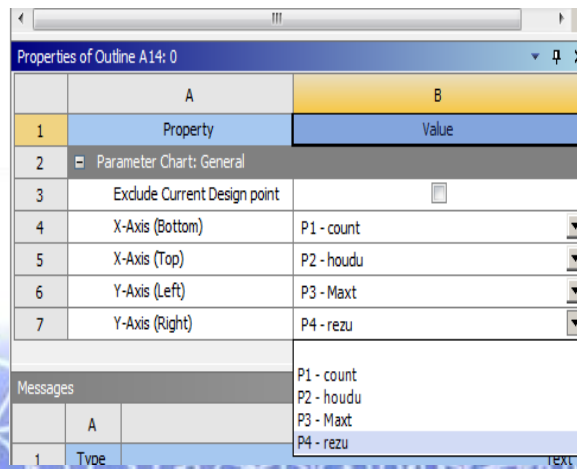 Properties of Outline A14: 0
A B
1 Property Value
2 Parameter Chart: General
3 Exclude Current Design point
4 X-Axis (Bottom) P1 - count
5 X-Axis (Top) P2 - houdu
6 Y-Axis (Left) P3 - Maxt
7 Y-Axis (Right) P4 - rezu
P1 - count
P2 - houdu
P3 - Maxt
P4 - rezu
Messages
A
1 Type Text